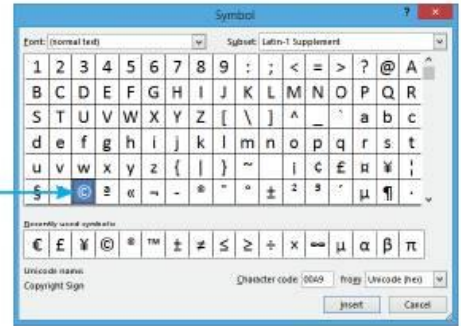 Symbol ?
Font: (normal text) Subset: Latin-1 Supplement
1 2 3 4 5 6 7 8 9 : ; < = > ? @ A
B C D E F G H I J K L M N O P Q R
S T U V W X Y Z [ \ ] ^ _ ` a b c
d e f g h i j k l m n o p q r s t
u v w x y z { | } ~ ¡ ¢ £ ¤ ¥ ¦
§ ¨ © ª « ¬ - ® ¯ ° ± ² ³ ´ µ ¶ ·
Recently used symbols:
€ £ ¥ © ® ™ ± ≠ ≤ ≥ ÷ × ∞ µ α β π
Unicode name:
Copyright Sign
Character code: 00A9 from: Unicode (hex)
Insert Cancel